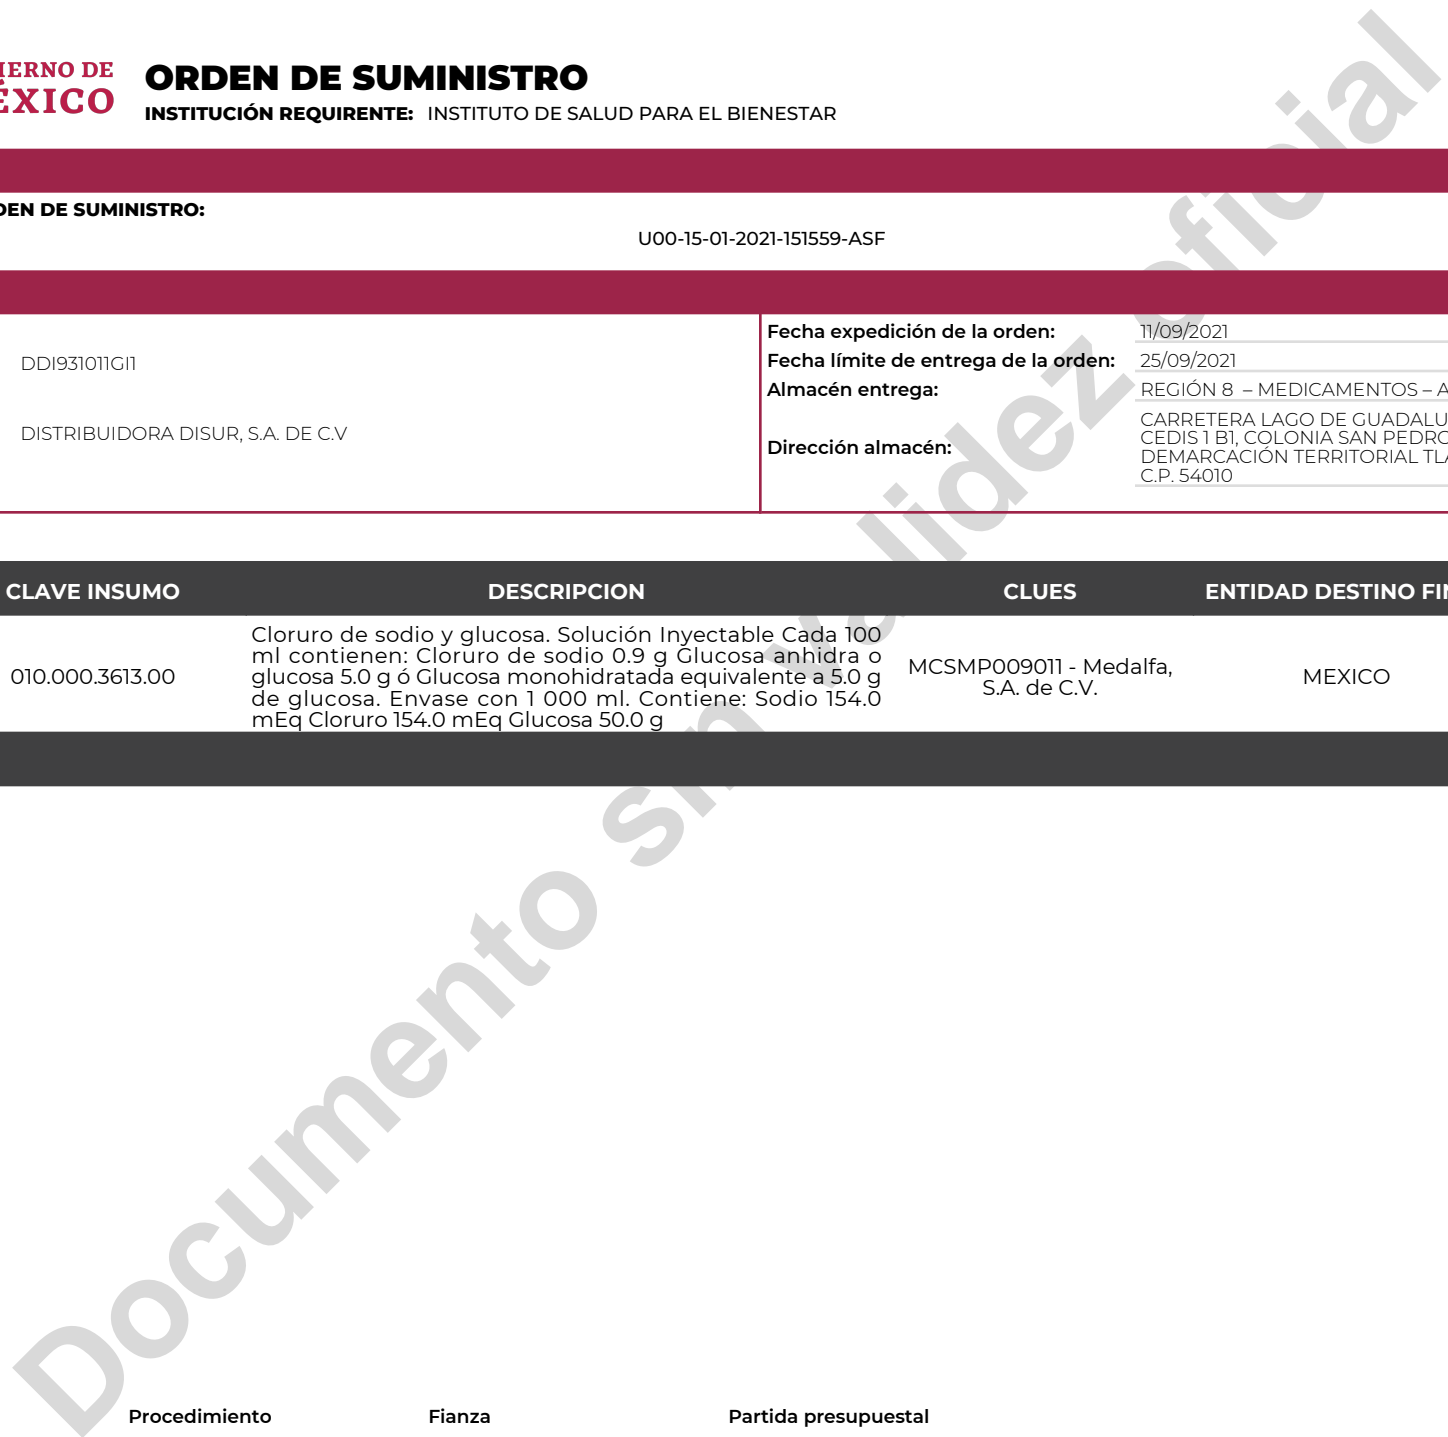 IERNO DE
ÉXICO
ORDEN DE SUMINISTRO
INSTITUCIÓN REQUIRENTE: INSTITUTO DE SALUD PARA EL BIENESTAR
DEN DE SUMINISTRO:
U00-15-01-2021-151559-ASF
DDI931011GI1
DISTRIBUIDORA DISUR, S.A. DE C.V
Fecha expedición de la orden: 11/09/2021
Fecha límite de entrega de la orden: 25/09/2021
Almacén entrega: REGIÓN 8 – MEDICAMENTOS – A
Dirección almacén:
CARRETERA LAGO DE GUADALU
CEDIS 1 B1, COLONIA SAN PEDRO
DEMARCACIÓN TERRITORIAL TLA
C.P. 54010
CLAVE INSUMO DESCRIPCION CLUES ENTIDAD DESTINO FIN
010.000.3613.00
Cloruro de sodio y glucosa. Solución Inyectable Cada 100
ml contienen: Cloruro de sodio 0.9 g Glucosa anhidra o
glucosa 5.0 g ó Glucosa monohidratada equivalente a 5.0 g
de glucosa. Envase con 1 000 ml. Contiene: Sodio 154.0
mEq Cloruro 154.0 mEq Glucosa 50.0 g
MCSMP009011 - Medalfa,
S.A. de C.V.
MEXICO
Documento sin validez oficial
Procedimiento Fianza Partida presupuestal